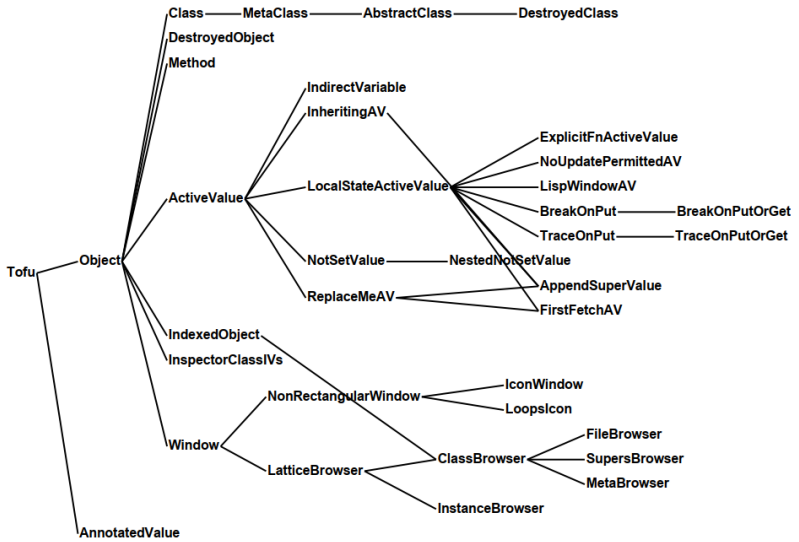 Class MetaClass AbstractClass DestroyedClass
DestroyedObject
Method
IndirectVariable
InheritingAV
ExplicitFnActiveValue
NoUpdatePermittedAV
LocalStateActiveValue LispWindowAV
ActiveValue
BreakOnPut BreakOnPutOrGet
TraceOnPut TraceOnPutOrGet
Object NotSetValue NestedNotSetValue
Tofu
AppendSuperValue
ReplaceMeAV
FirstFetchAV
IndexedObject
InspectorClassIVs
IconWindow
NonRectangularWindow
LoopsIcon
FileBrowser
Window
ClassBrowser SupersBrowser
LatticeBrowser
MetaBrowser
InstanceBrowser
AnnotatedValue